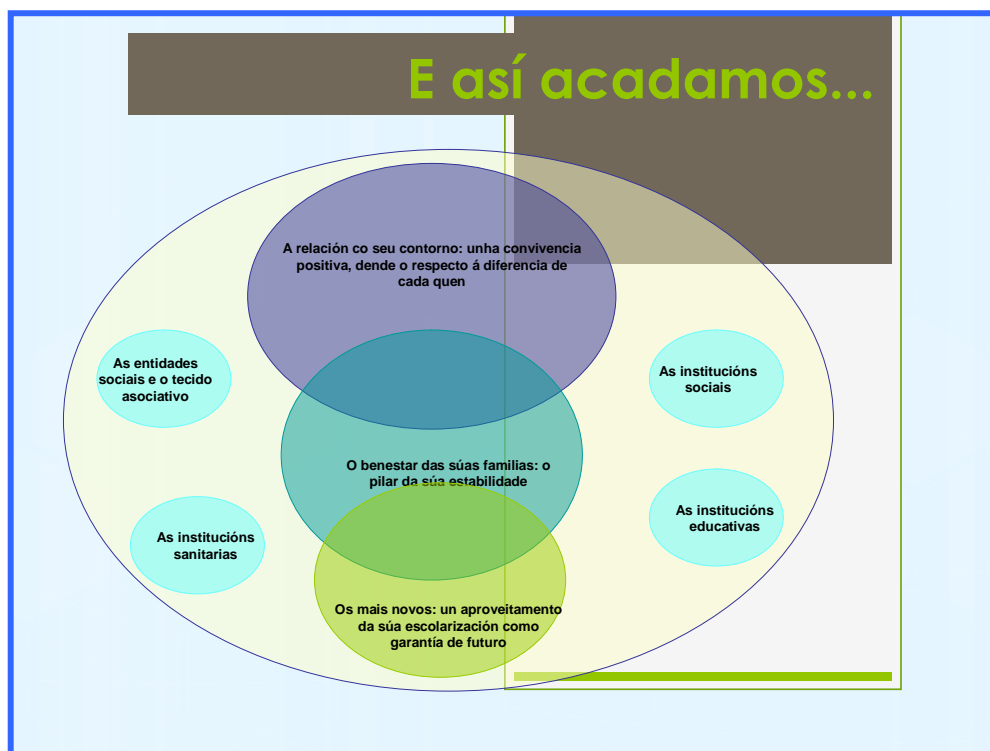 E así acadamos...
A relación co seu contorno: unha convivencia
positiva, dende o respecto á diferencia de
cada quen
As entidades
sociais e o tecido
asociativo
As institucións
sociais
O benestar das súas familias: o
pilar da súa estabilidade
As institucións
sanitarias
As institucións
educativas
Os mais novos: un aproveitamento
da súa escolarización como
garantía de futuro